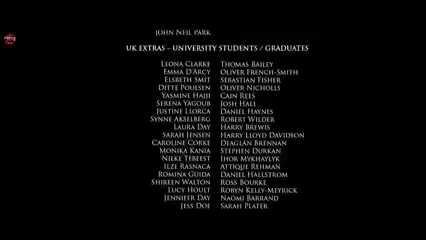 John Neil Park
UK EXTRAS – UNIVERSITY STUDENTS / GRADUATES
Leona Clarke Thomas Bailey
Emma D'Arcy Oliver French-Smith
Elsbeth Smit Sebastian Fisher
Ditte Poulsen Oliver Nicholls
Yasmine Hajji Cain Rees
Serena Yagoub Josh Hall
Justine Llorca Daniel Haynes
Synne Akselberg Robert Wilder
Laura Day Harry Brewis
Sarah Jensen Harry Lloyd Davidson
Caroline Corke Deaglán Brennan
Monika Kania Stephen Durkan
Nieke Tebeest Ihor Mykhaylyk
Ilze Rasnaca Attique Rehman
Romina Guida Daniel Hallstrom
Shireen Walton Ross Bourke
Lucy Hoult Robyn Kelly-Meyrick
Jennifer Day Naomi Barrand
Jess Doe Sarah Plater